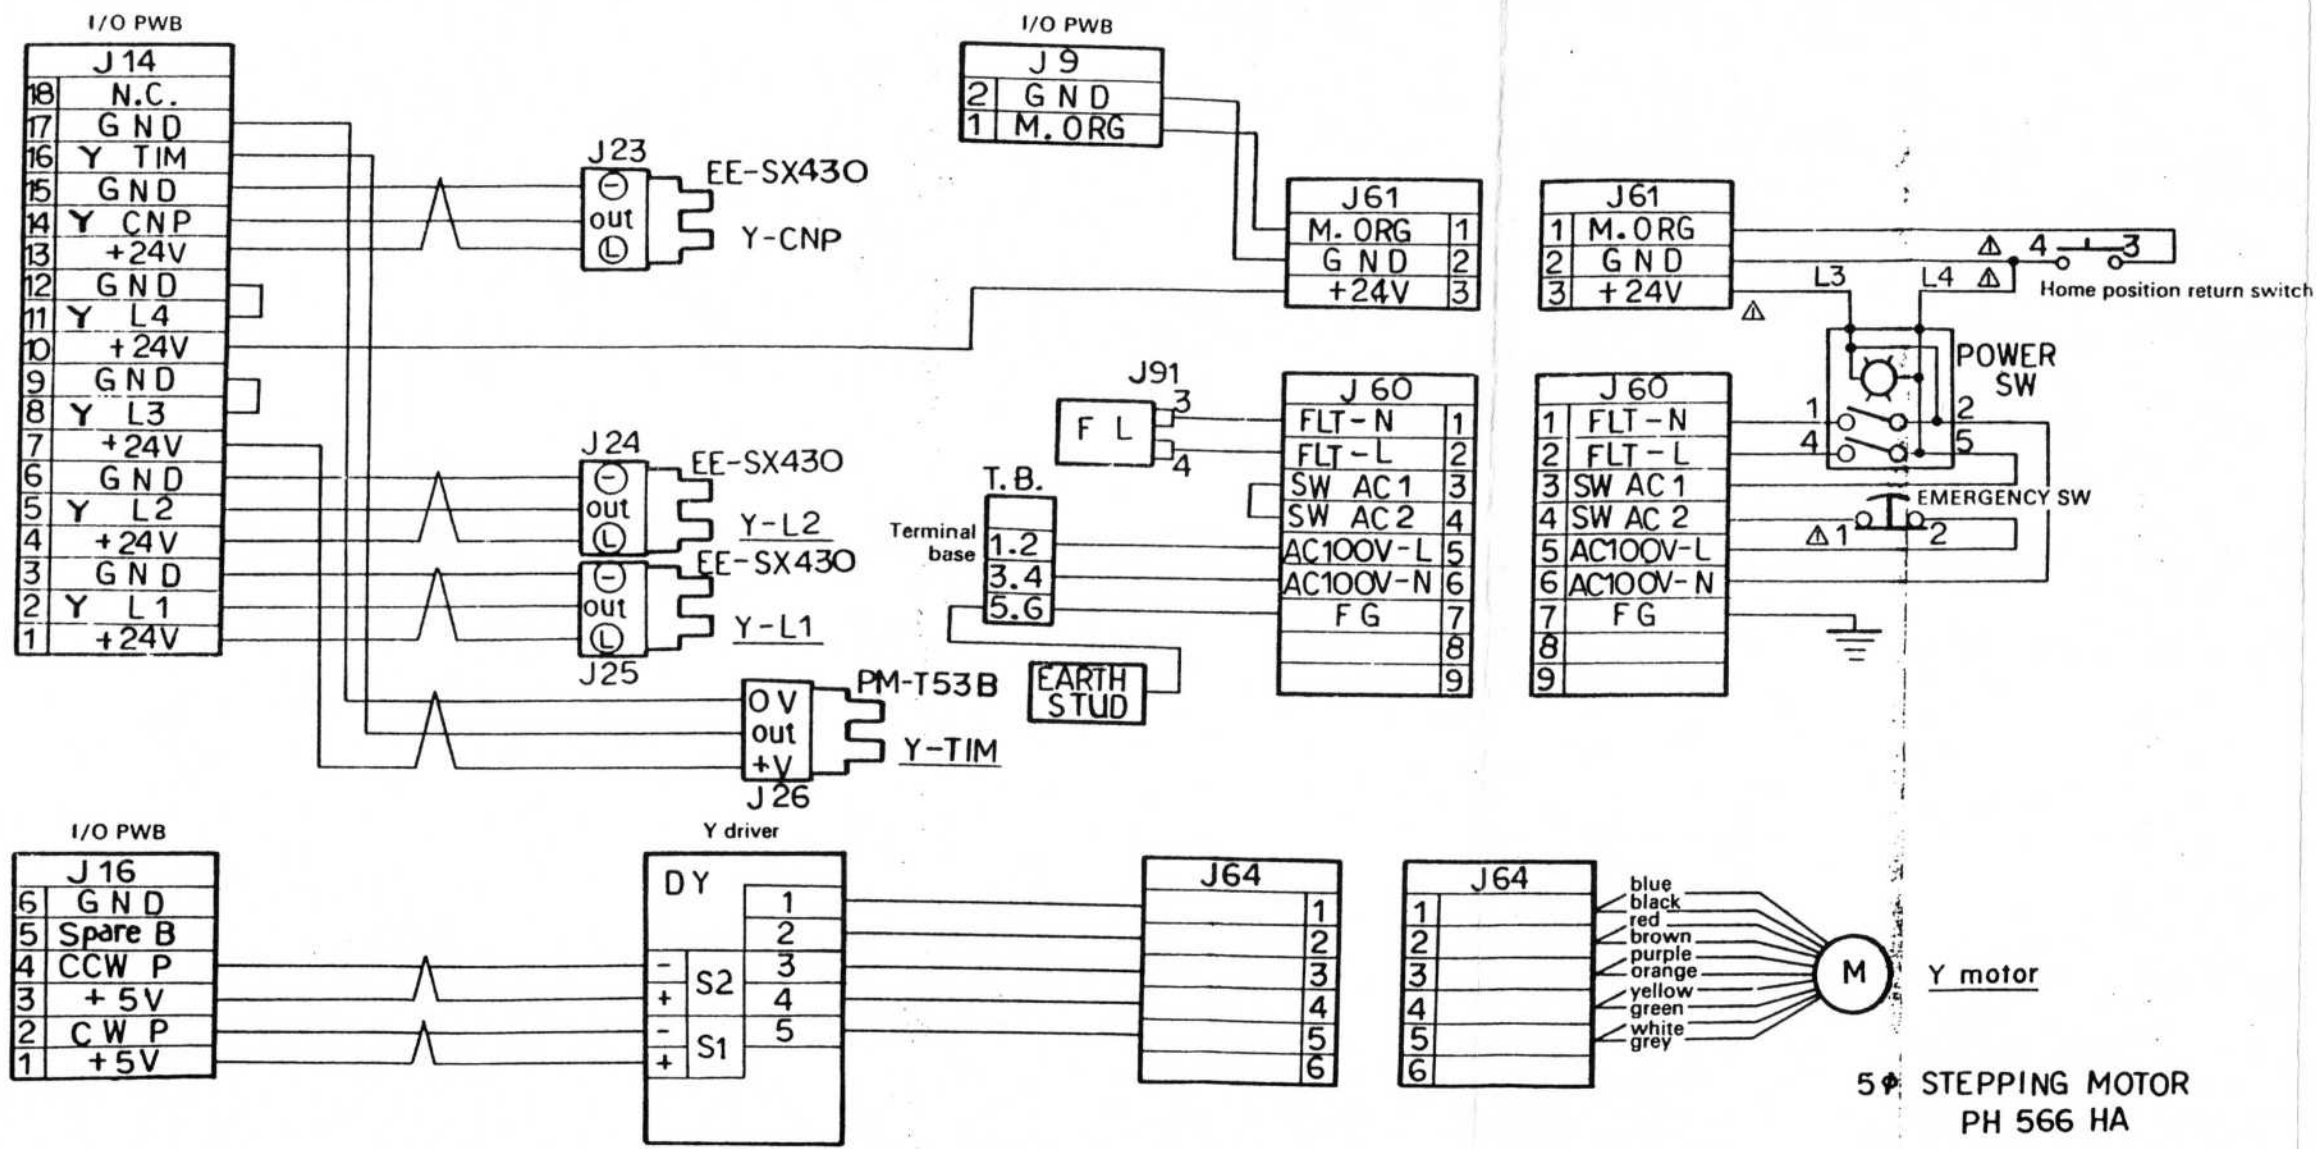 I/O PWB
J14
18 N.C.
17 GND
16 Y TIM
15 GND
14 Y CNP
13 +24V
12 GND
11 Y L4
10 +24V
9 GND
8 Y L3
7 +24V
6 GND
5 Y L2
4 +24V
3 GND
2 Y L1
1 +24V
J23
EE-SX430
−
out
L
Y-CNP
J24
EE-SX430
−
out
L
Y-L2
EE-SX430
−
out
L
Y-L1
J25
PM-T53B
0V
out
+V
Y-TIM
J26
I/O PWB
J9
2 GND
1 M.ORG
J61
M.ORG 1
GND 2
+24V 3
J61
1 M.ORG
2 GND
3 +24V
4 3
L3 L4
Home position return switch
POWER
SW
1 2
4 5
J91
FL
3
4
T.B.
Terminal
base
1.2
3.4
5.6
EARTH
STUD
J60
FLT-N 1
FLT-L 2
SW AC1 3
SW AC2 4
AC100V-L 5
AC100V-N 6
FG 7
8
9
J60
1 FLT-N
2 FLT-L
3 SW AC1
4 SW AC2
5 AC100V-L
6 AC100V-N
7 FG
8
9
EMERGENCY SW
1 2
I/O PWB
J16
6 GND
5 Spare B
4 CCW P
3 +5V
2 CW P
1 +5V
Y driver
DY
1
2
3
4
5
− S2
+
− S1
+
J64
1
2
3
4
5
6
J64
1
2
3
4
5
6
blue
black
red
brown
purple
orange
yellow
green
white
grey
M
Y motor
5φ STEPPING MOTOR
PH 566 HA